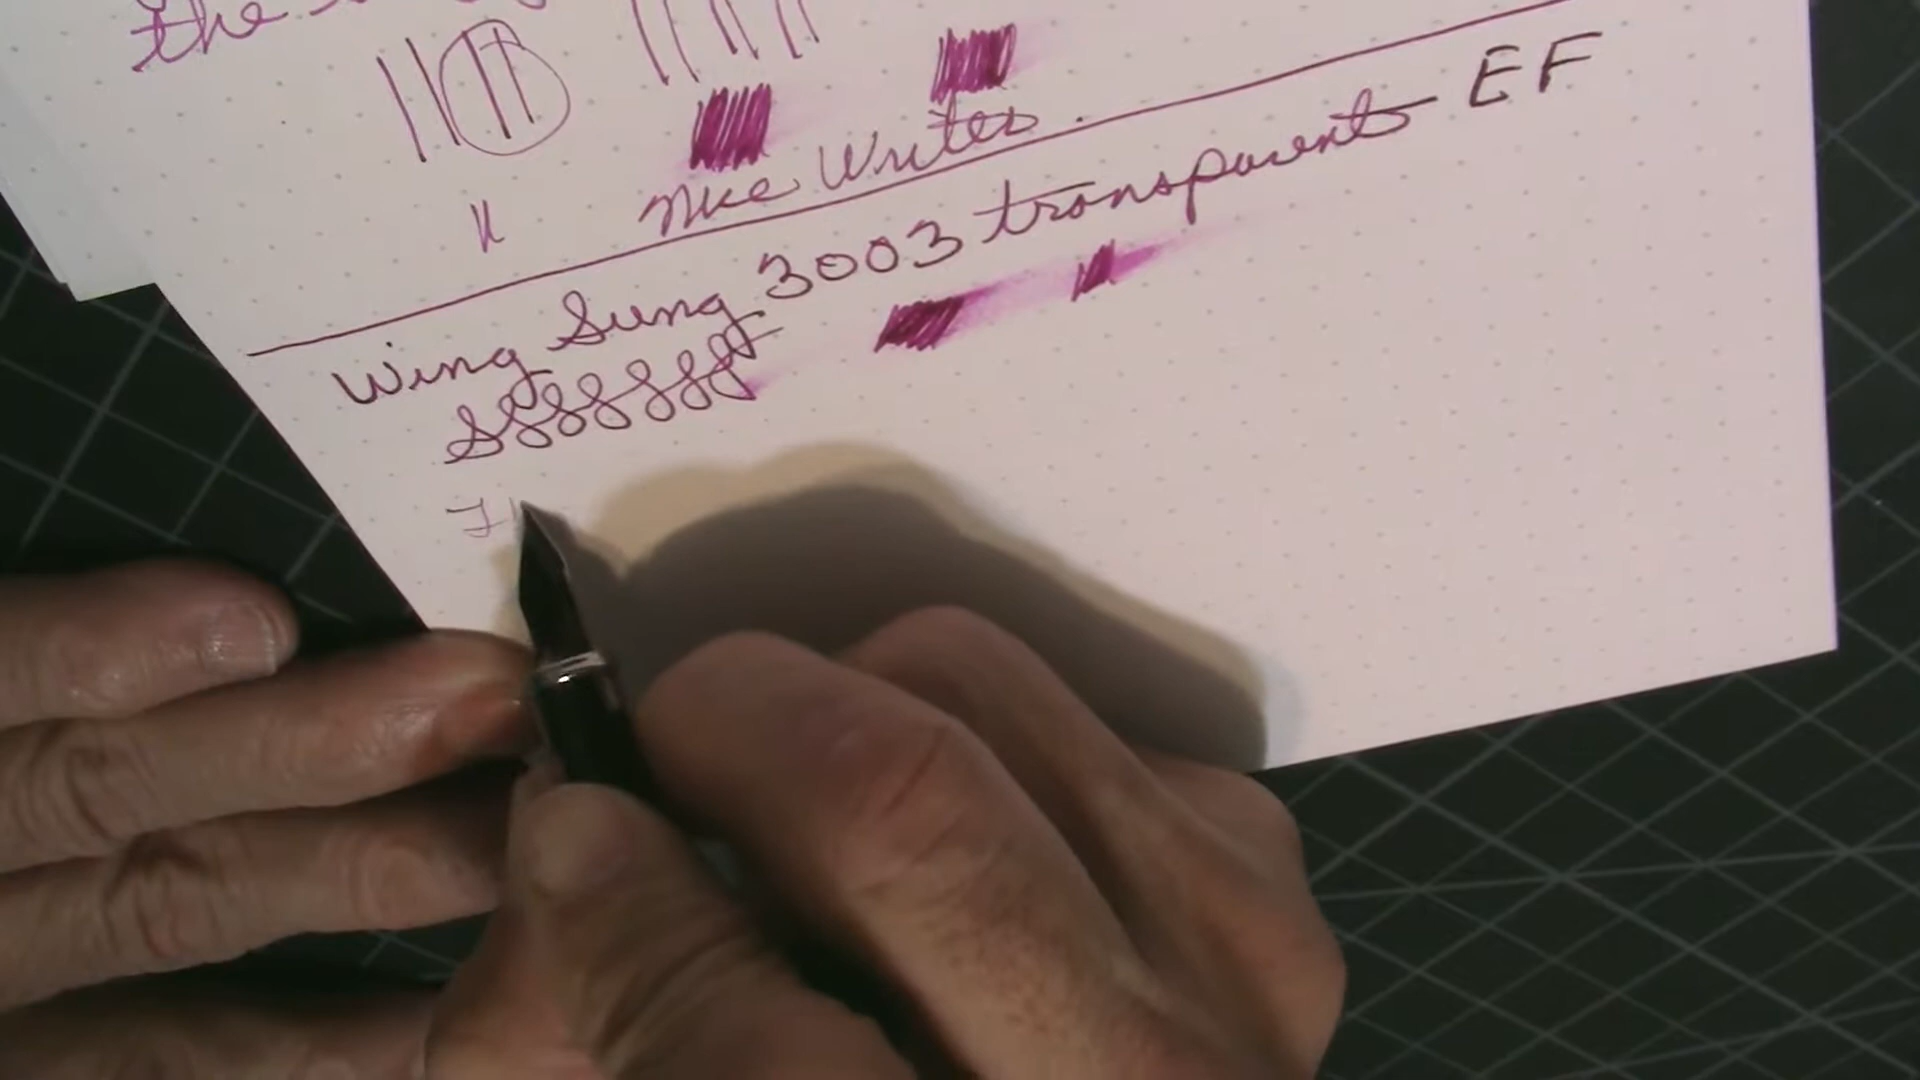 the
Nice Writer.
Wing Sung 3003 transparent EF